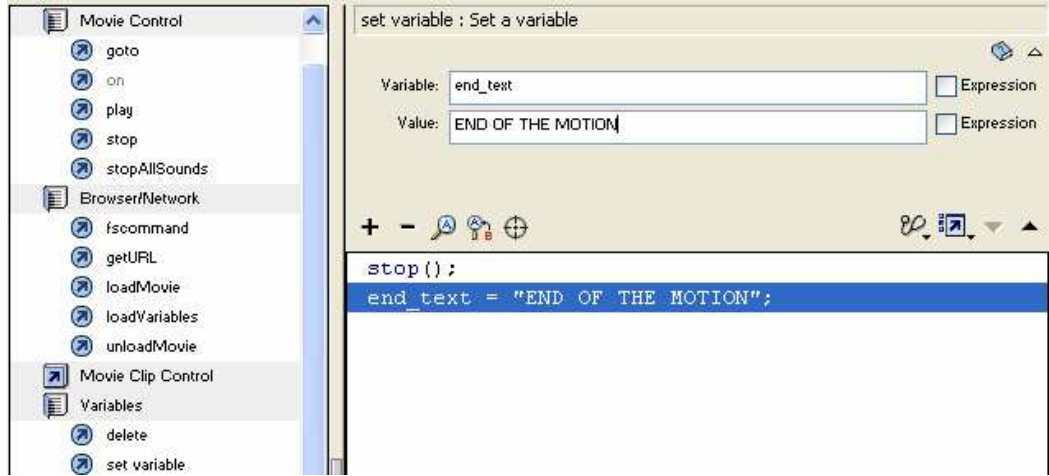 Movie Control
goto
on
play
stop
stopAllSounds
Browser/Network
fscommand
getURL
loadMovie
loadVariables
unloadMovie
Movie Clip Control
Variables
delete
set variable
set variable : Set a variable
Variable: end_text Expression
Value: END OF THE MOTION Expression
stop();
end_text = "END OF THE MOTION";